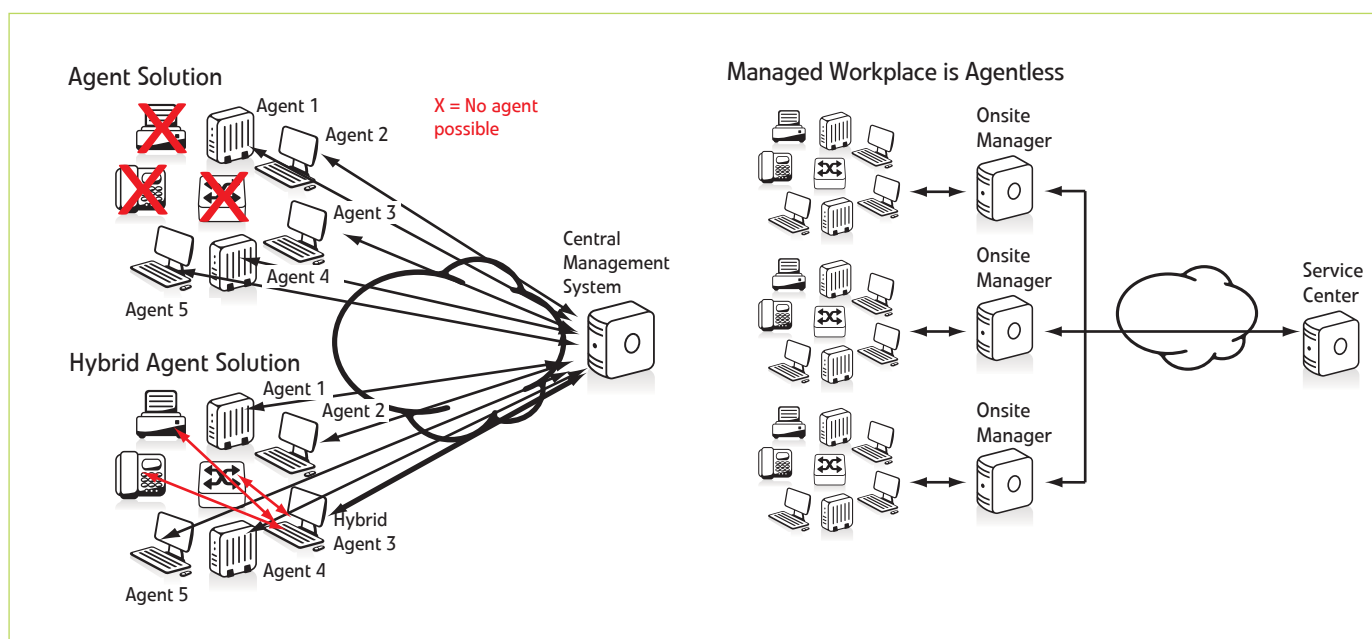 Agent Solution
Agent 1
Agent 2
X = No agent
possible
Agent 3
Agent 4
Agent 5
Central
Management
System
Hybrid Agent Solution
Agent 1
Agent 2
Hybrid
Agent 3
Agent 4
Agent 5
Managed Workplace is Agentless
Onsite
Manager
Onsite
Manager
Service
Center
Onsite
Manager